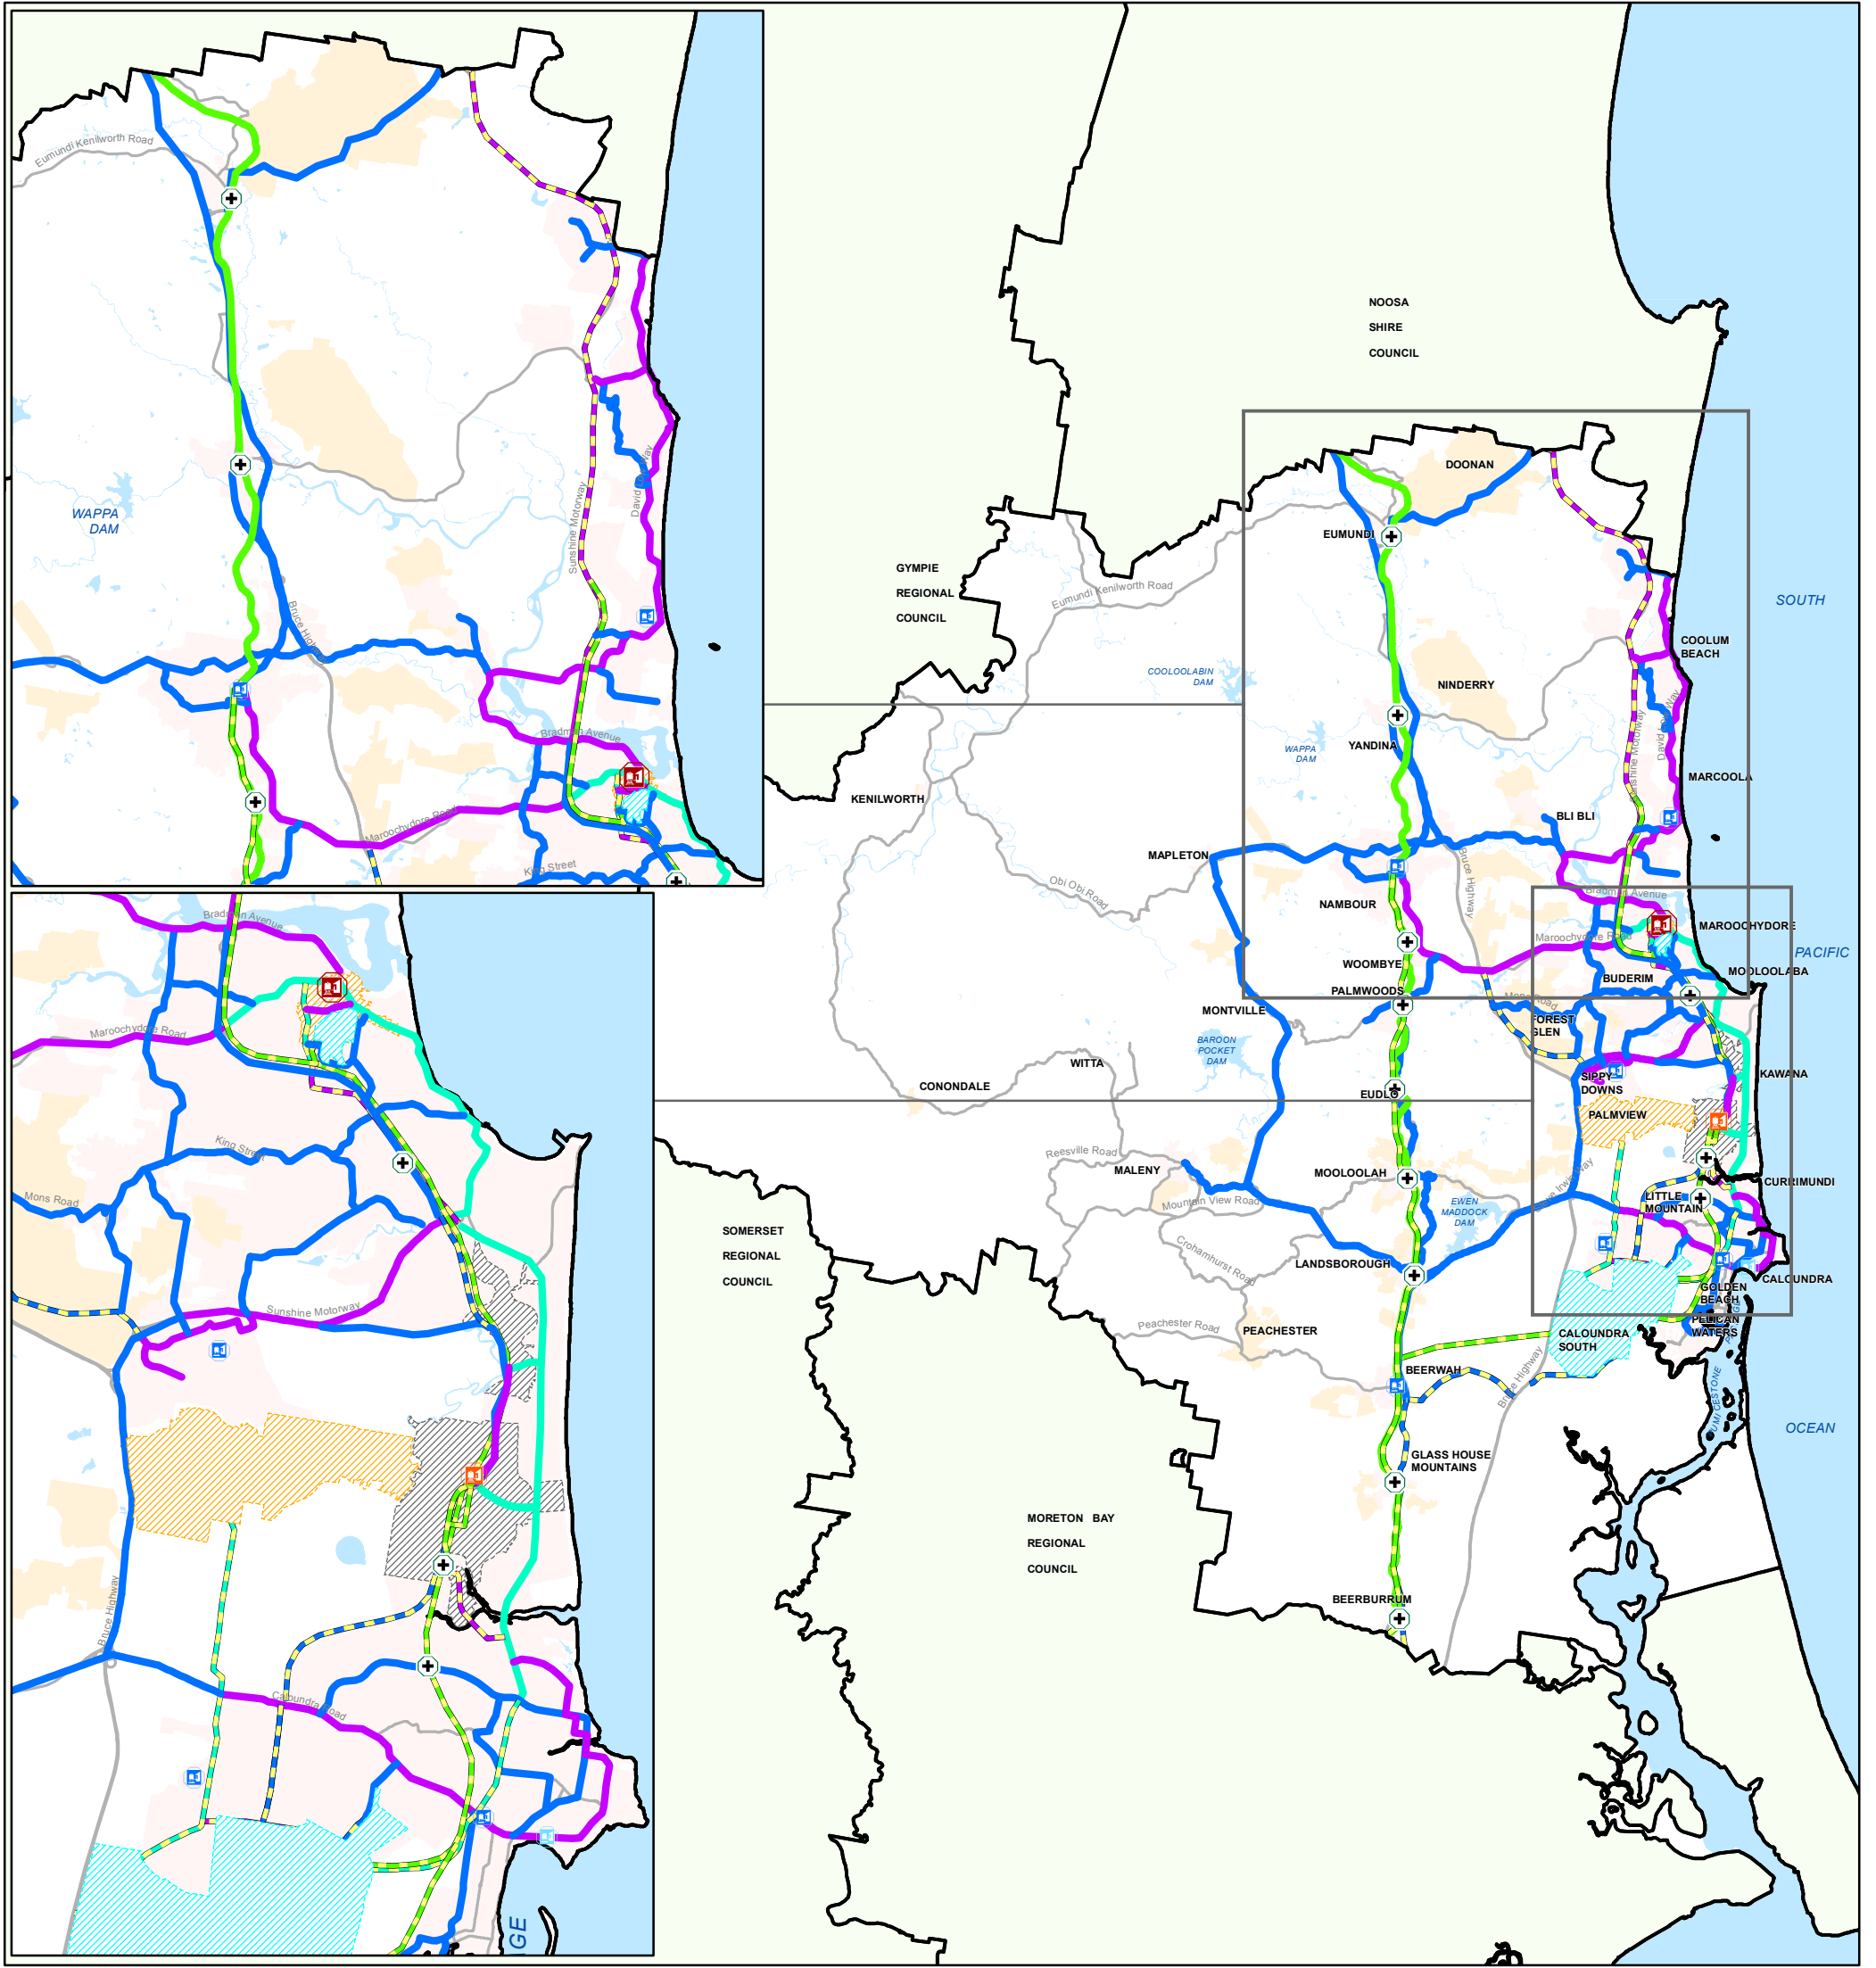 Eumundi Kenilworth Road
WAPPA
DAM
Sunshine Motorway
Bradman Avenue
Maroochydore Road
King Street
Bradman Avenue
Maroochydore Road
King Street
Mons Road
Sunshine Motorway
Bruce Highway
Caloundra Road
NOOSA
SHIRE
COUNCIL
DOONAN
EUMUNDI
GYMPIE
REGIONAL
COUNCIL
Eumundi Kenilworth Road
SOUTH
COOLUM
BEACH
COOLOOLABIN
DAM
NINDERRY
WAPPA
DAM
YANDINA
MARCOOLA
KENILWORTH
BLI BLI
MAPLETON
Bruce Highway
Obi Obi Road
Bradman Avenue
NAMBOUR
MAROOCHYDORE
Maroochydore Road
PACIFIC
WOOMBYE
MOOLOOLABA
BUDERIM
PALMWOODS
MONTVILLE
FOREST
GLEN
BAROON
POCKET
DAM
WITTA
KAWANA
SIPPY
DOWNS
CONONDALE
EUDLO
PALMVIEW
Reesville Road
MALENY
MOOLOOLAH
CURRIMUNDI
Mountain View Road
LITTLE
MOUNTAIN
EWEN
MADDOCK
DAM
SOMERSET
REGIONAL
COUNCIL
Crohamhurst Road
LANDSBOROUGH
CALOUNDRA
GOLDEN
BEACH
PELICAN
WATERS
Peachester Road
PEACHESTER
CALOUNDRA
SOUTH
BEERWAH
Bruce Highway
OCEAN
GLASS HOUSE
MOUNTAINS
MORETON BAY
REGIONAL
COUNCIL
BEERBURRUM